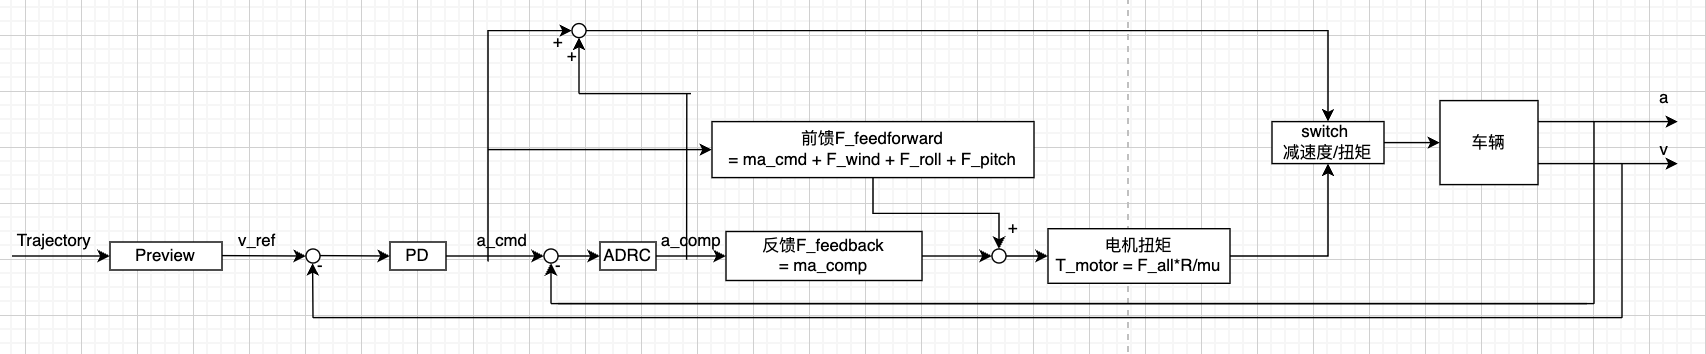 +
+
前馈F_feedforward
= ma_cmd + F_wind + F_roll + F_pitch
switch
减速度/扭矩
车辆
a
v
Trajectory
Preview
v_ref
-
PD
a_cmd
-
ADRC
a_comp
反馈F_feedback
= ma_comp
+
电机扭矩
T_motor = F_all*R/mu